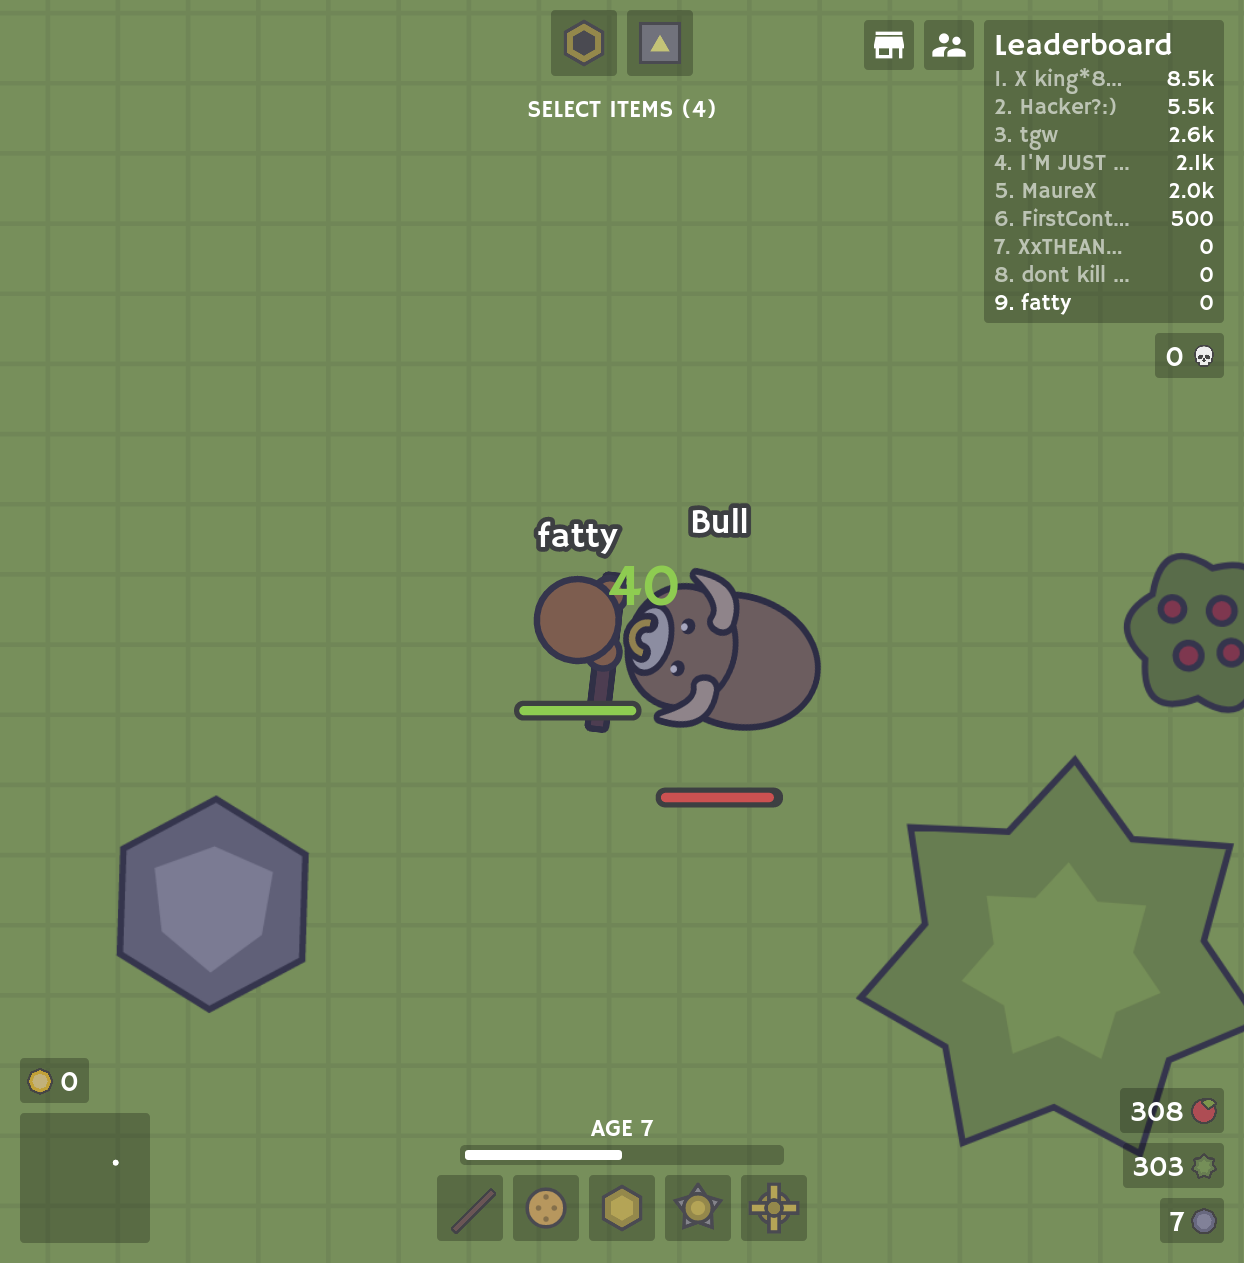 SELECT ITEMS (4)
Leaderboard
1. X king*8... 8.5k
2. Hacker?:) 5.5k
3. tgw 2.6k
4. I'M JUST ... 2.1k
5. MaureX 2.0k
6. FirstCont... 500
7. XxTHEAN... 0
8. dont kill ... 0
9. fatty 0
0
Bull
fatty
40
0
AGE 7
308
303
7